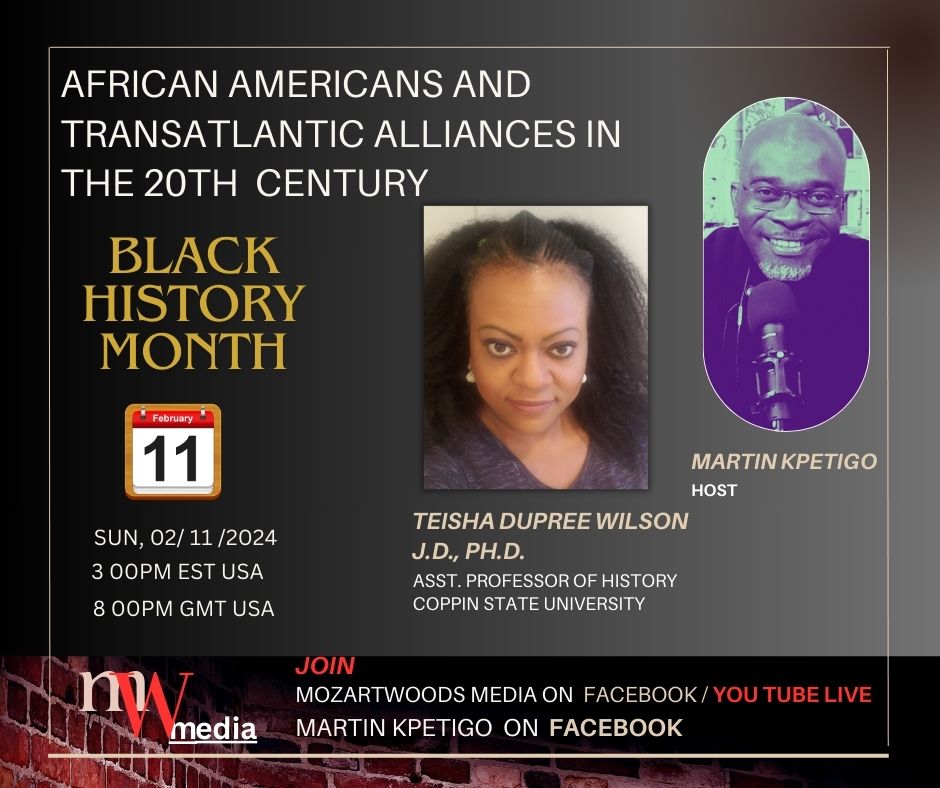 AFRICAN AMERICANS AND
TRANSATLANTIC ALLIANCES IN
THE 20TH CENTURY
BLACK
HISTORY
MONTH
February
11
SUN, 02/ 11 /2024
3 00PM EST USA
8 00PM GMT USA
TEISHA DUPREE WILSON
J.D., PH.D.
ASST. PROFESSOR OF HISTORY
COPPIN STATE UNIVERSITY
MARTIN KPETIGO
HOST
mW media
JOIN
MOZARTWOODS MEDIA ON FACEBOOK / YOU TUBE LIVE
MARTIN KPETIGO ON FACEBOOK